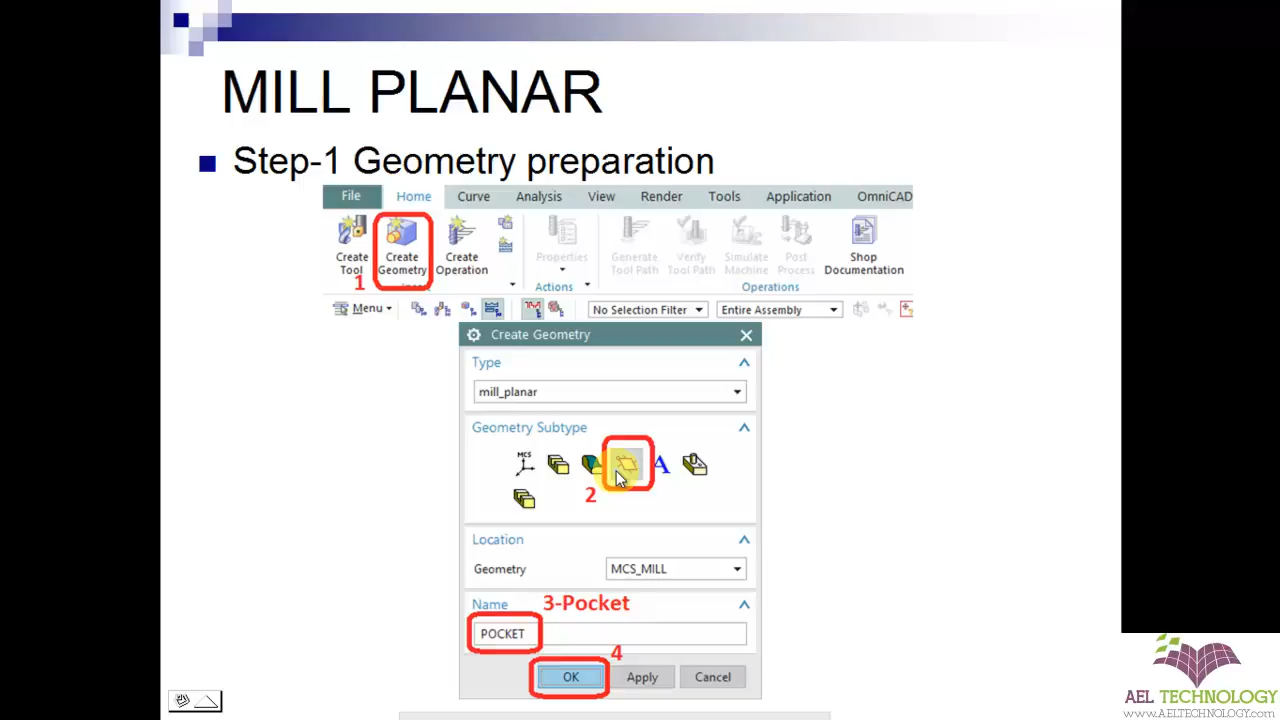 MILL PLANAR
Step-1 Geometry preparation
File Home Curve Analysis View Render Tools Application OmniCAD
Create Tool
Create Geometry
Create Operation
Properties
Generate Tool Path
Verify Tool Path
Simulate Machine
Post Process
Shop Documentation
1
Actions
Operations
Menu
No Selection Filter
Entire Assembly
Create Geometry
Type
mill_planar
Geometry Subtype
MCS
A
2
Location
Geometry MCS_MILL
Name
3-Pocket
POCKET
4
OK Apply Cancel
AEL TECHNOLOGY
www.AELTECHNOLOGY.com